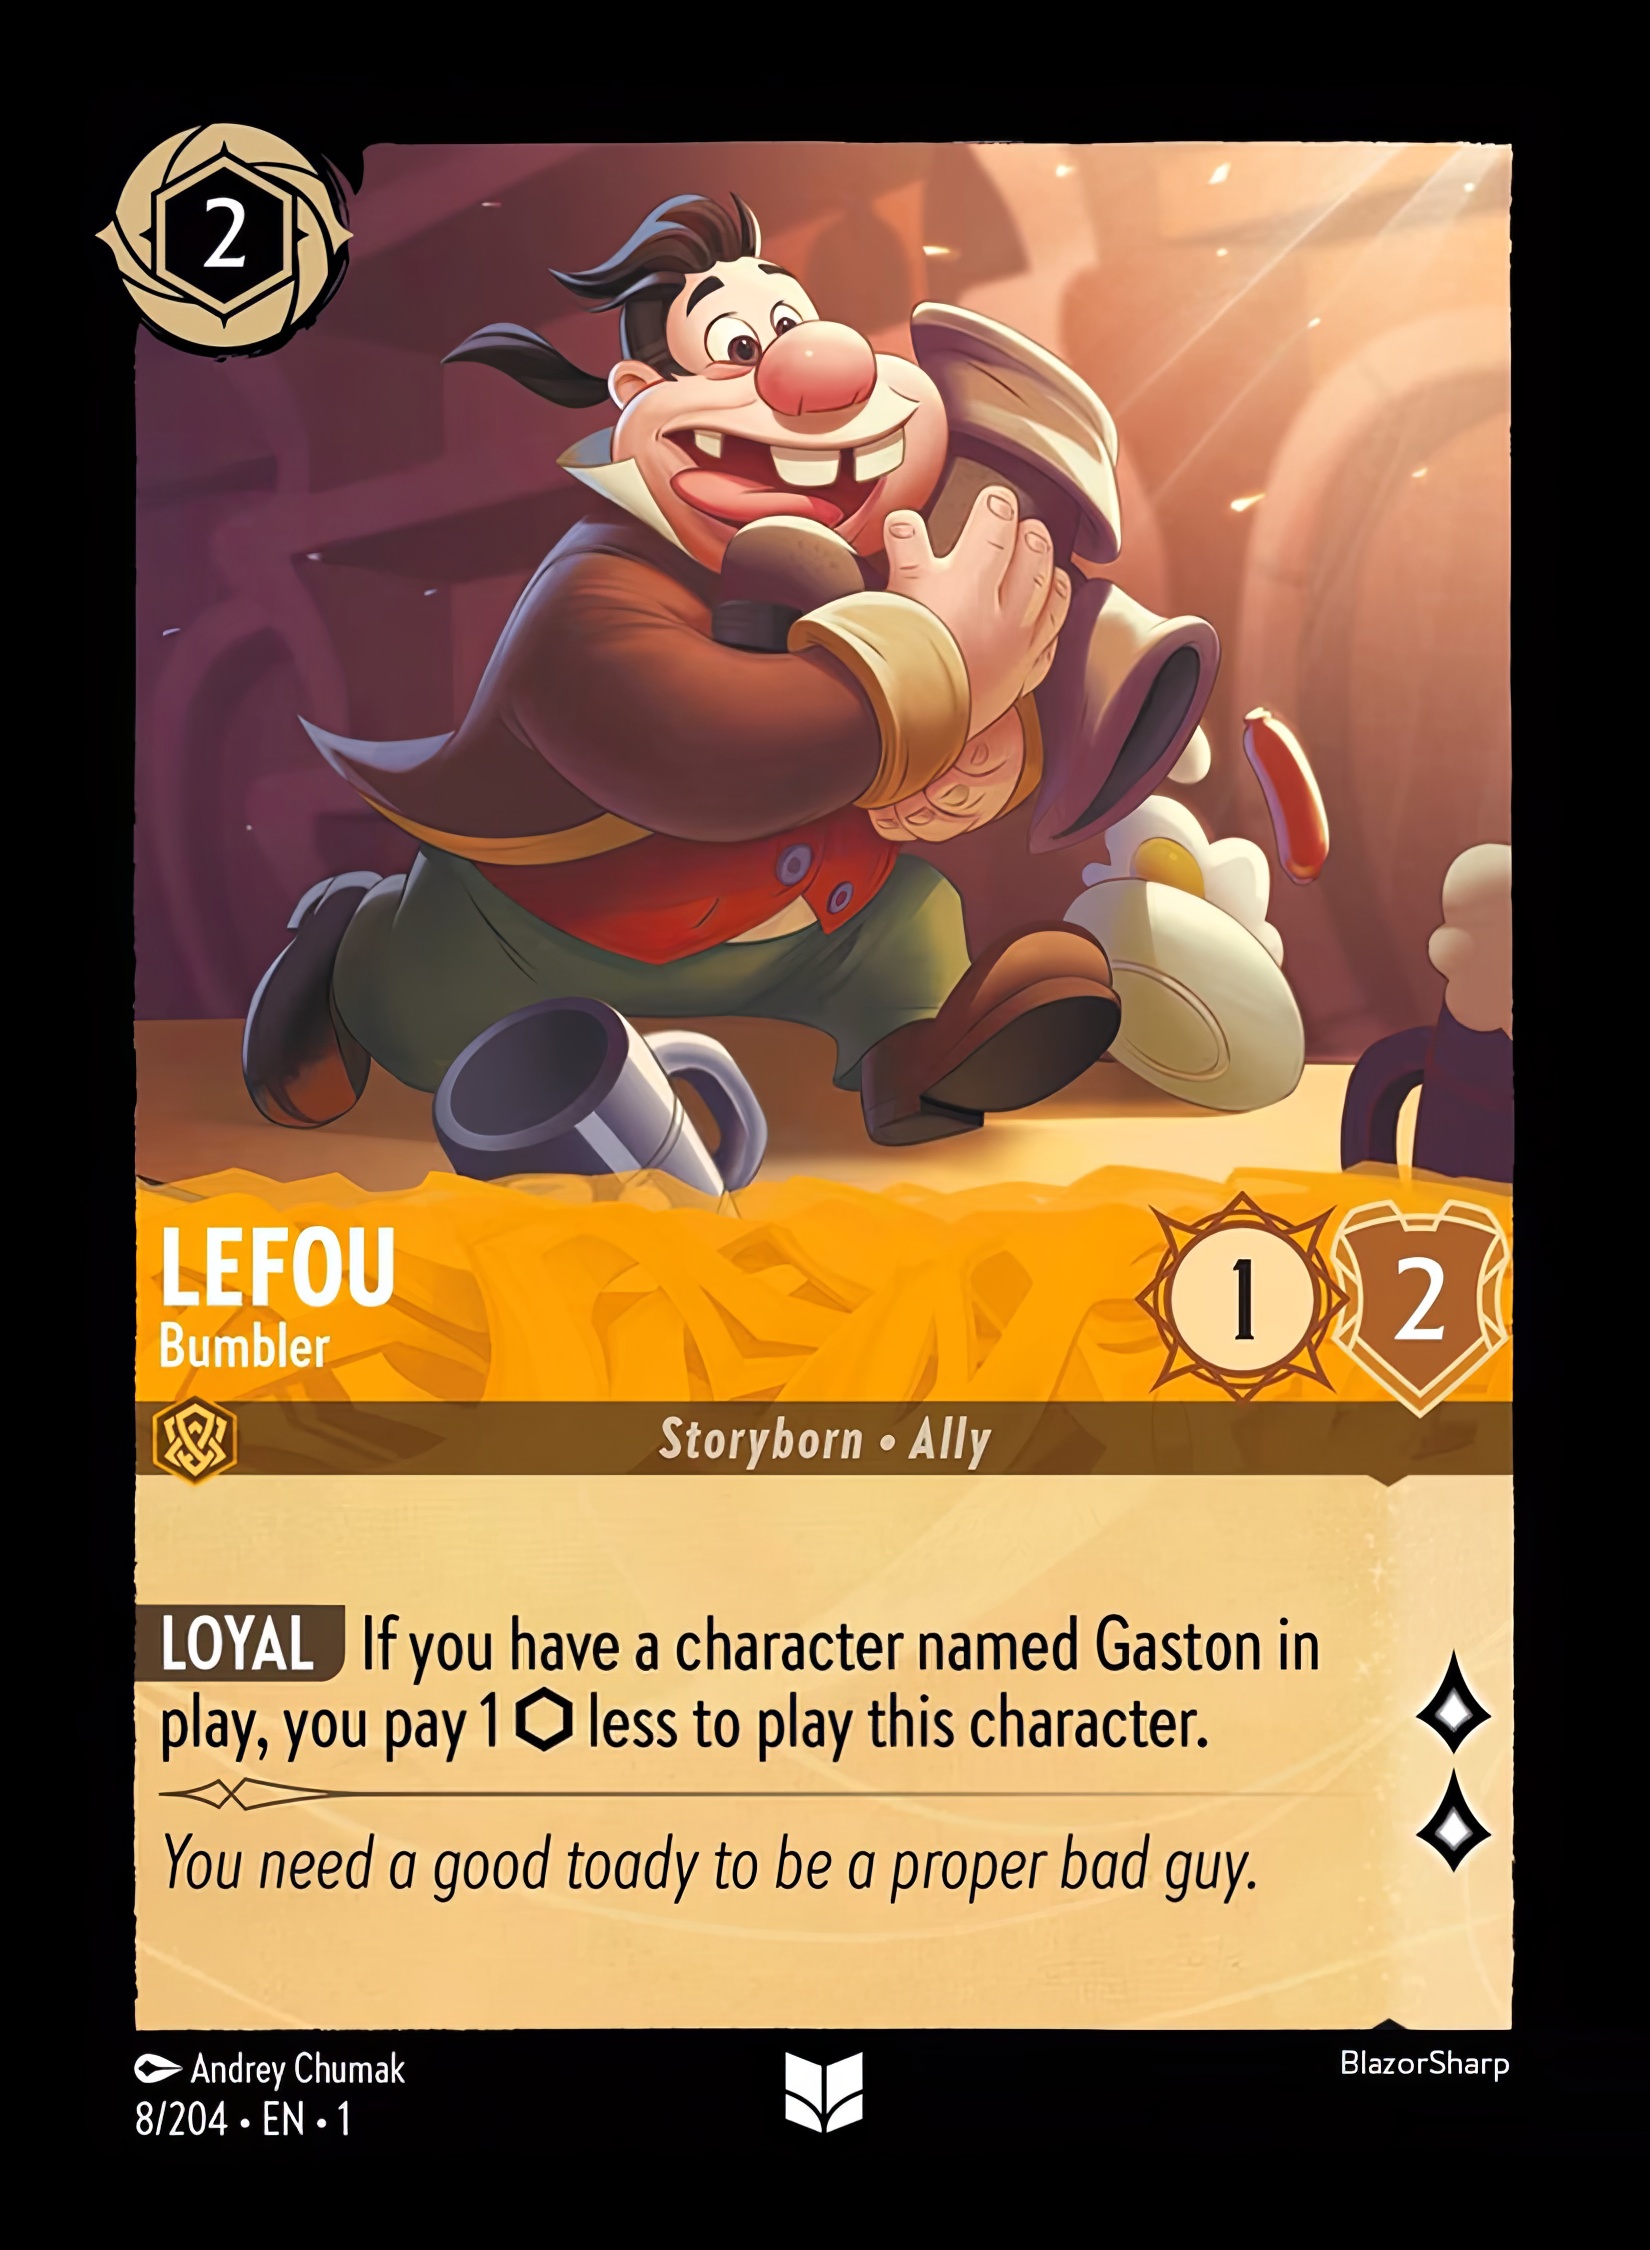 2
LEFOU
Bumbler
1
2
Storyborn • Ally
LOYAL If you have a character named Gaston in
play, you pay 1 ⬡ less to play this character.
You need a good toady to be a proper bad guy.
Andrey Chumak
BlazorSharp
8/204 • EN • 1